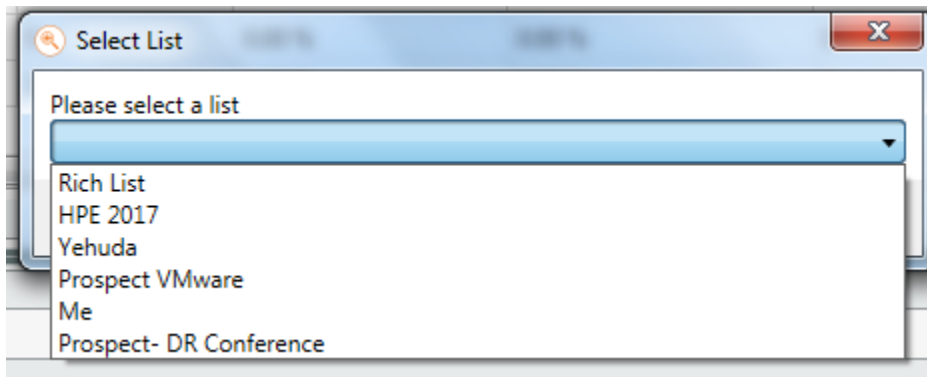 Select List
Please select a list
Rich List
HPE 2017
Yehuda
Prospect VMware
Me
Prospect- DR Conference